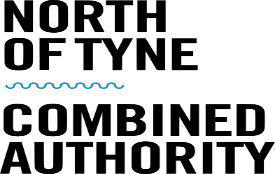 NORTH
OF TYNE
COMBINED
AUTHORITY